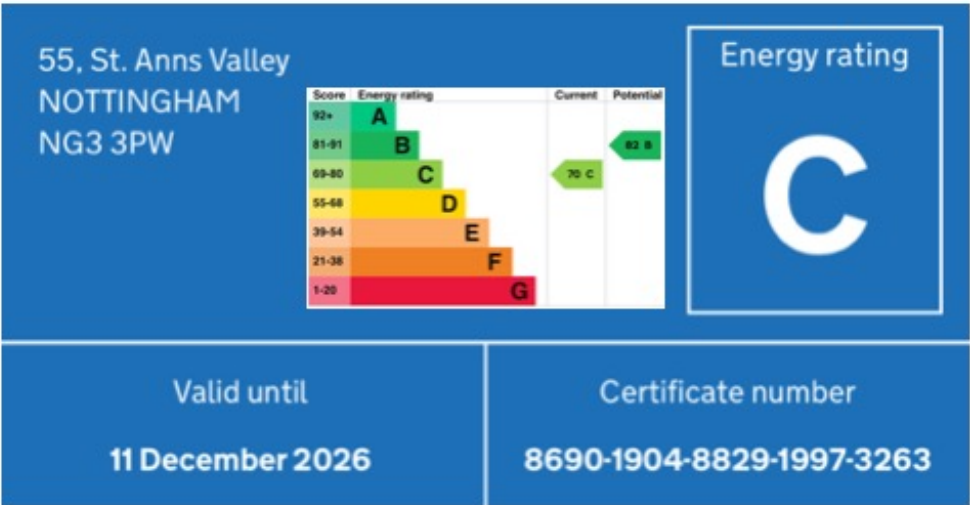 55, St. Anns Valley
NOTTINGHAM
NG3 3PW
Energy rating
C
Score Energy rating Current Potential
92+ A
81-91 B 82 B
69-80 C 70 C
55-68 D
39-54 E
21-38 F
1-20 G
Valid until
11 December 2026
Certificate number
8690-1904-8829-1997-3263